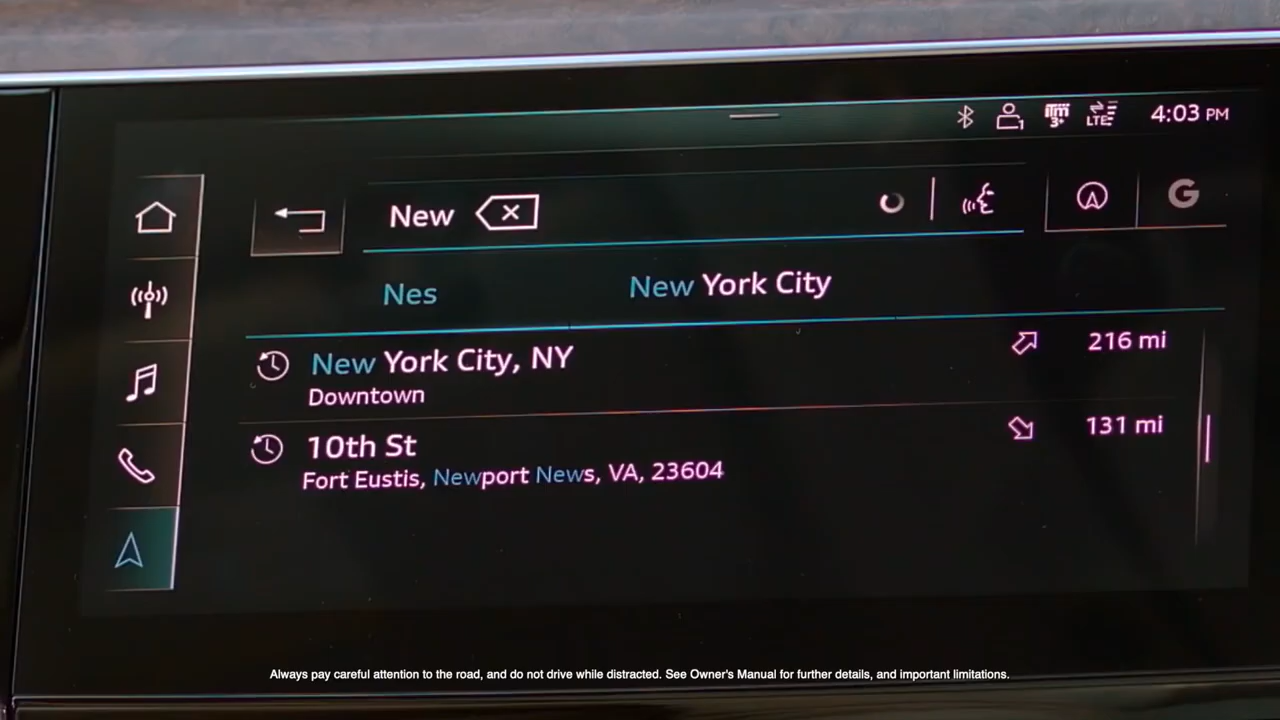 LTE 4:03 PM
New
G
Nes New York City
New York City, NY 216 mi
Downtown
10th St 131 mi
Fort Eustis, Newport News, VA, 23604
Always pay careful attention to the road, and do not drive while distracted. See Owner's Manual for further details, and important limitations.